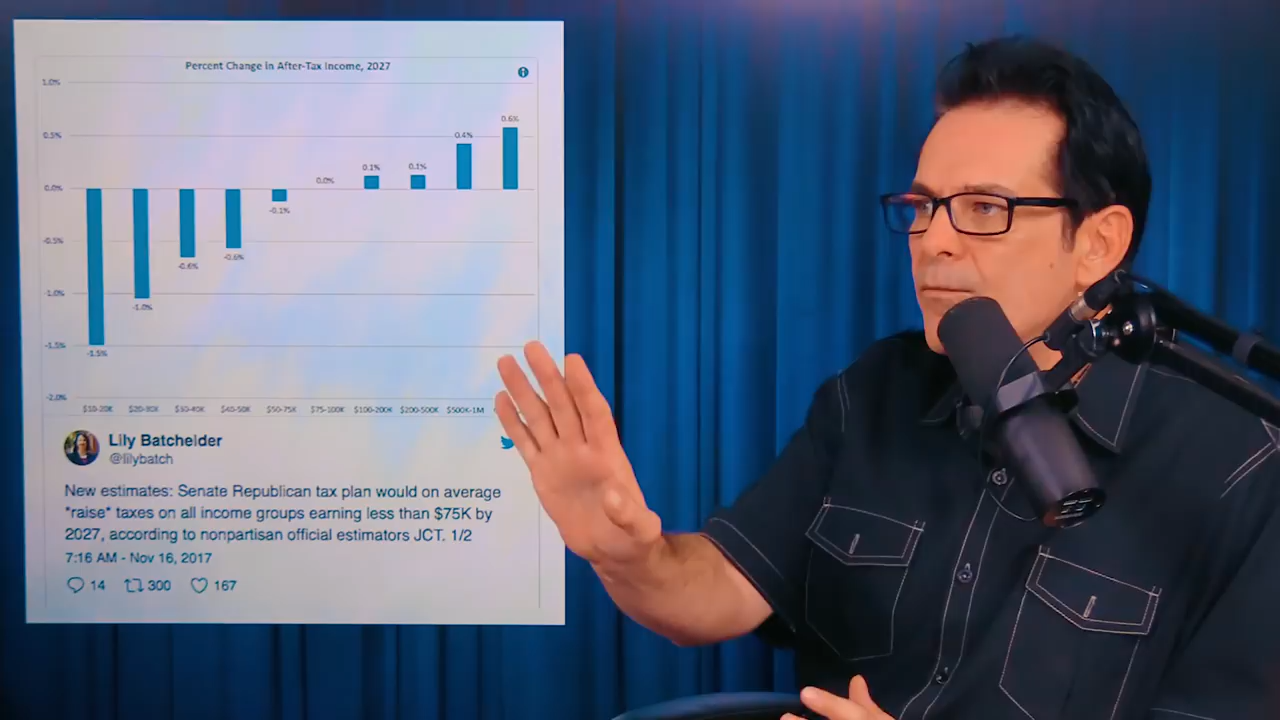 Percent Change in After-Tax Income, 2027
1.0%
0.5%
0.0%
-0.5%
-1.0%
-1.5%
-2.0%
-1.5%
-1.0%
-0.6%
-0.6%
-0.1%
0.0%
0.1%
0.1%
0.4%
0.6%
$10-20K $20-30K $30-40K $40-50K $50-75K $75-100K $100-200K $200-500K $500K-1M
Lily Batchelder
@lilybatch
New estimates: Senate Republican tax plan would on average
*raise* taxes on all income groups earning less than $75K by
2027, according to nonpartisan official estimators JCT. 1/2
7:16 AM - Nov 16, 2017
14 300 167